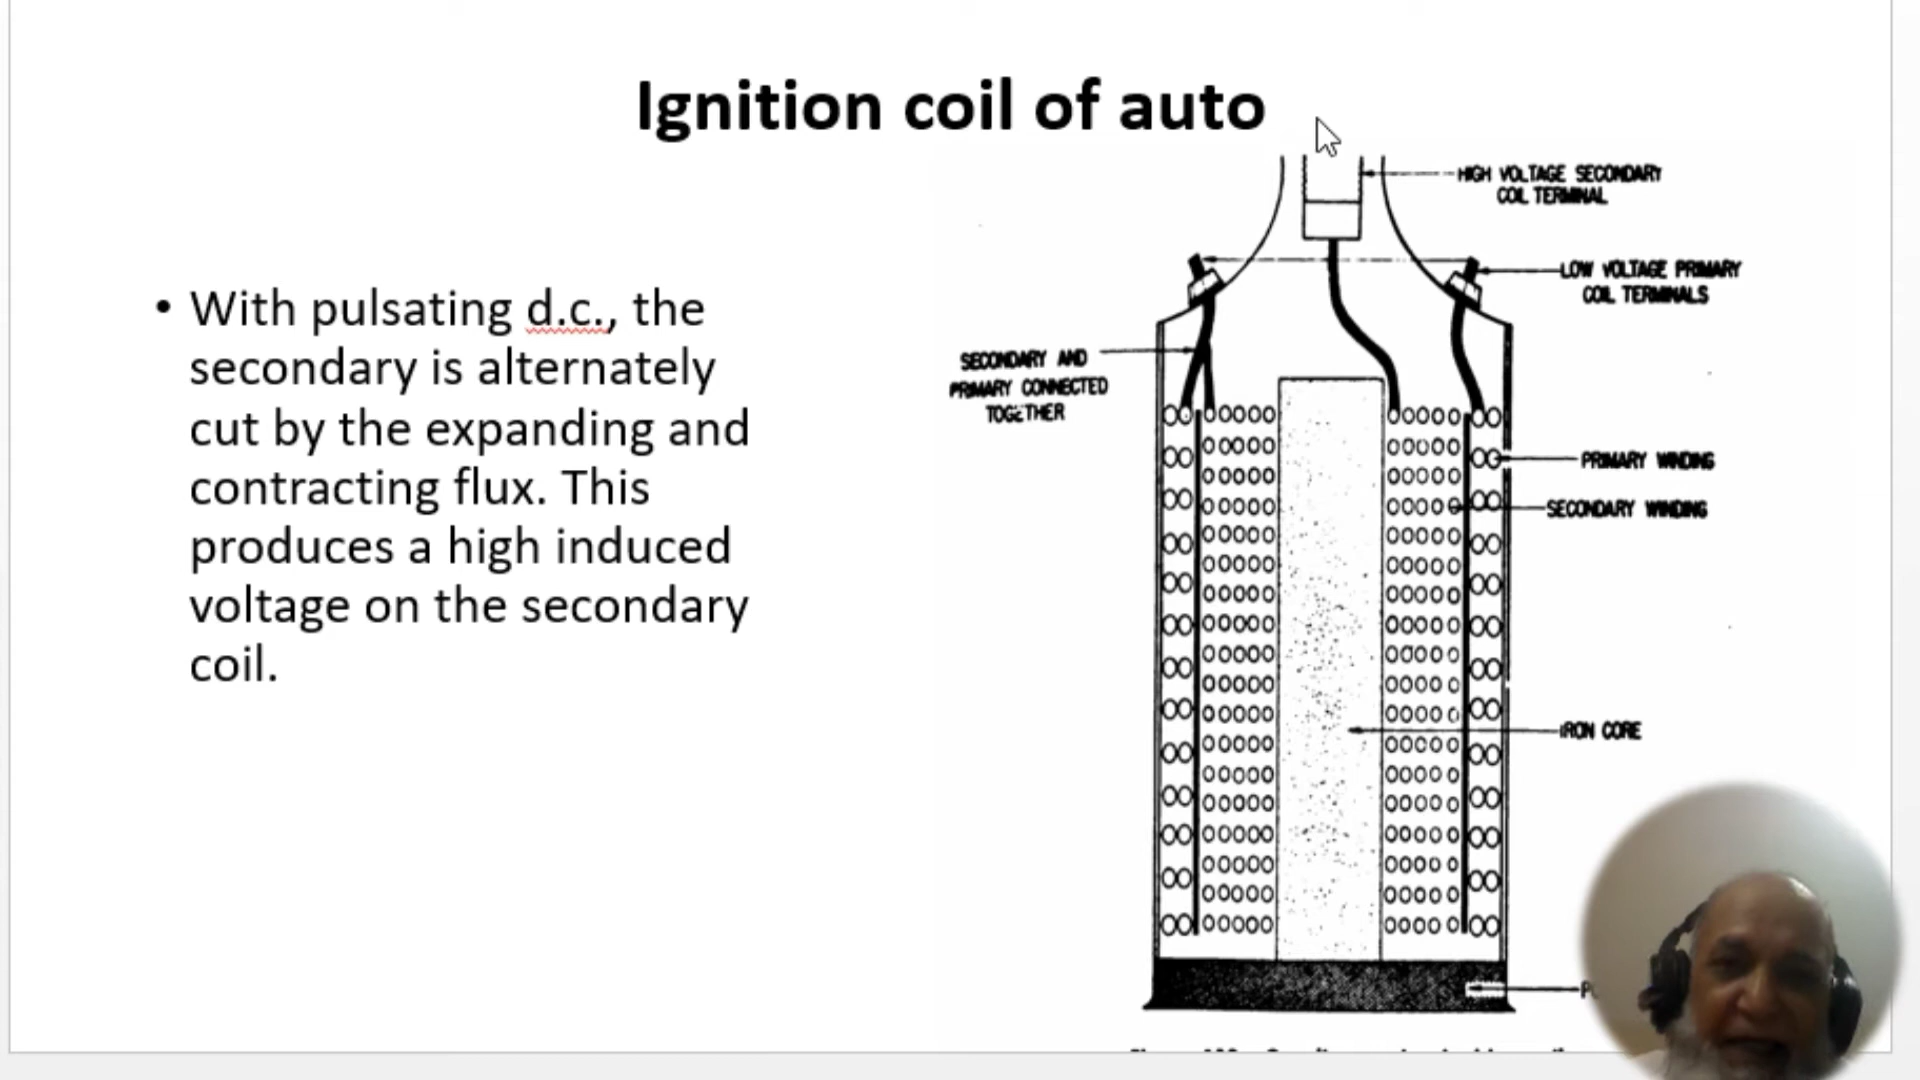 Ignition coil of auto
• With pulsating d.c., the
secondary is alternately
cut by the expanding and
contracting flux. This
produces a high induced
voltage on the secondary
coil.
HIGH VOLTAGE SECONDARY
COIL TERMINAL
LOW VOLTAGE PRIMARY
COIL TERMINALS
SECONDARY AND
PRIMARY CONNECTED
TOGETHER
PRIMARY WINDING
SECONDARY WINDING
IRON CORE